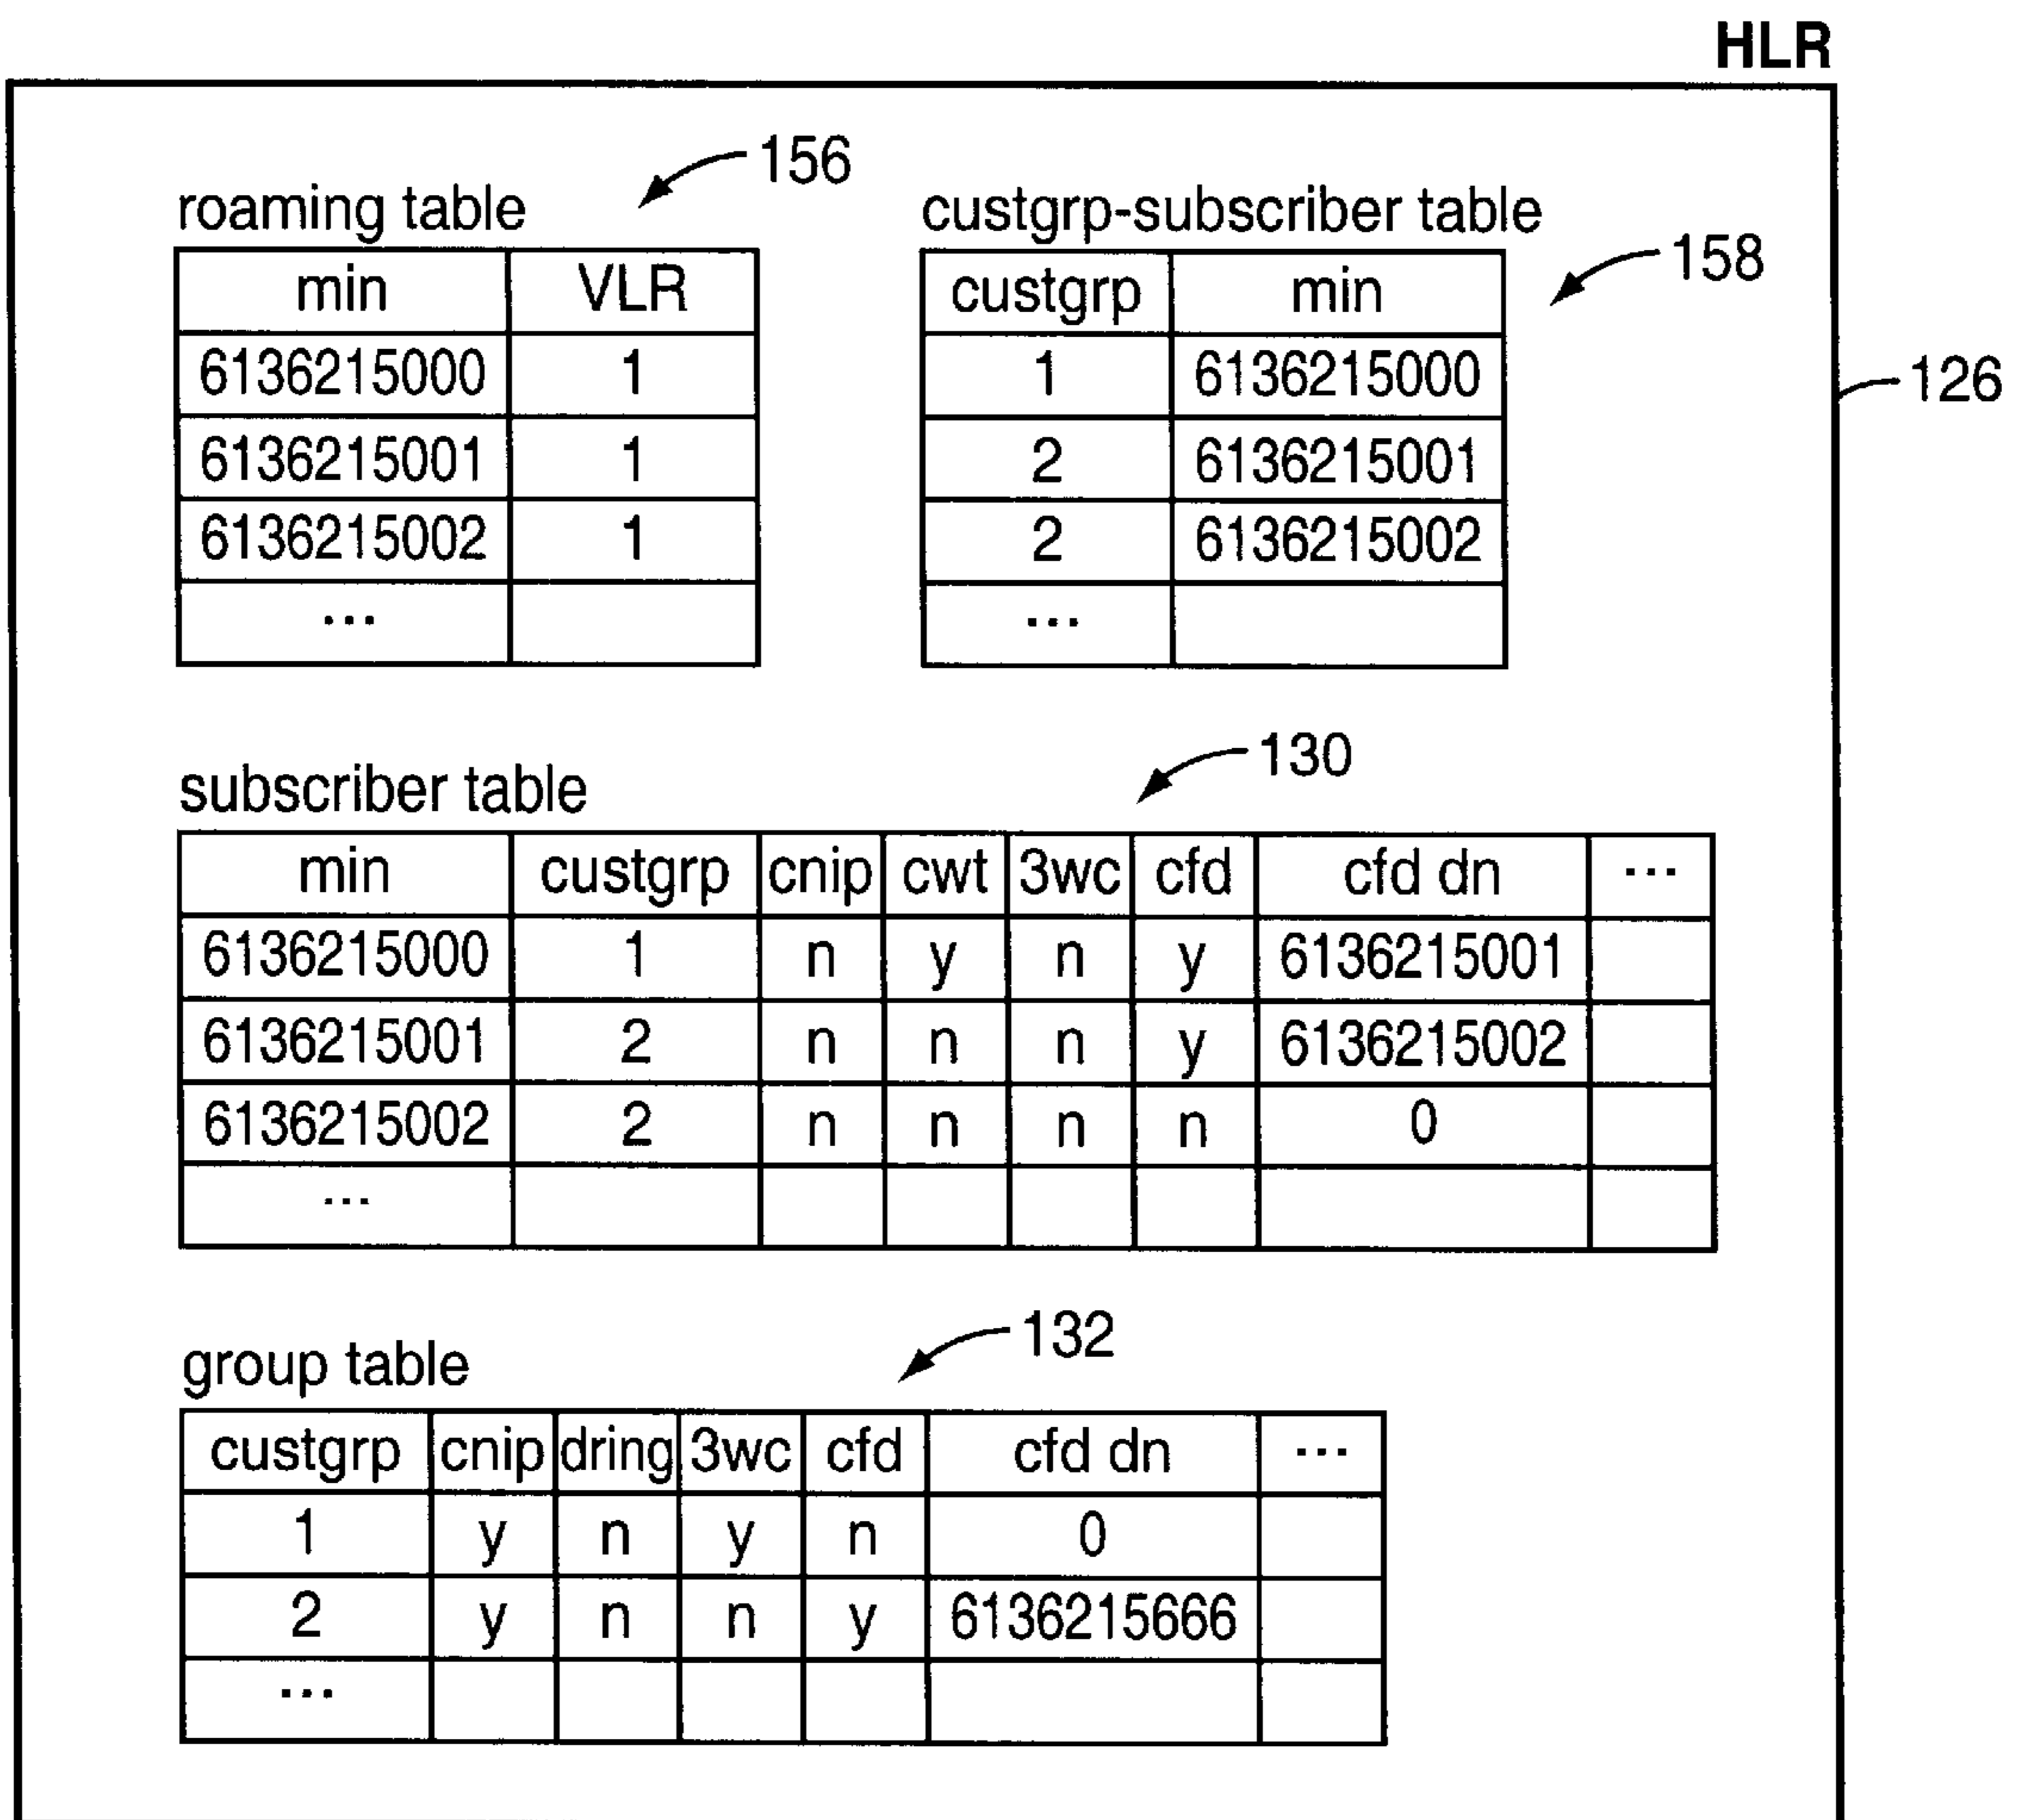 HLR
156
roaming table
custgrp-subscriber table
158
min VLR
6136215000 1
6136215001 1
6136215002 1
...
custgrp min
1 6136215000
2 6136215001
2 6136215002
...
126
130
subscriber table
min custgrp cnip cwt 3wc cfd cfd dn ...
6136215000 1 n y n y 6136215001
6136215001 2 n n n y 6136215002
6136215002 2 n n n n 0
...
132
group table
custgrp cnip dring 3wc cfd cfd dn ...
1 y n y n 0
2 y n n y 6136215666
...